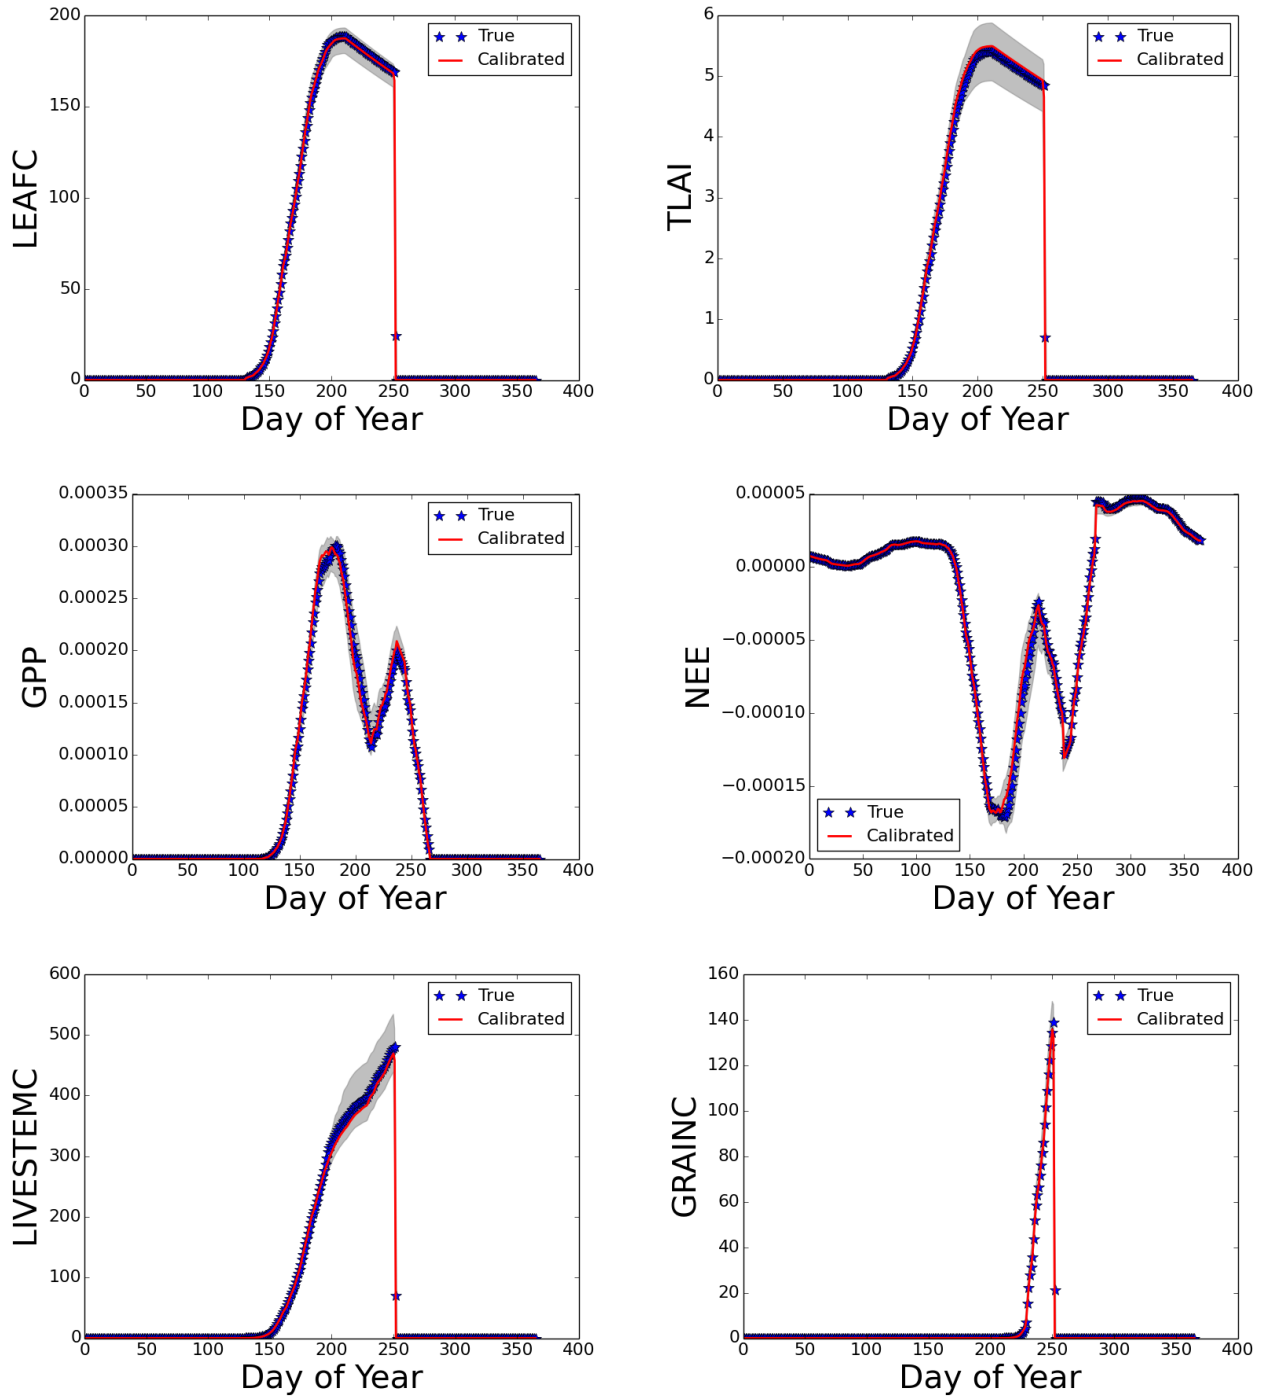 200
150
100
50
0
LEAFC
True
Calibrated
0 50 100 150 200 250 300 350 400
Day of Year
6
5
4
3
2
1
0
TLAI
True
Calibrated
0 50 100 150 200 250 300 350 400
Day of Year
0.00035
0.00030
0.00025
0.00020
0.00015
0.00010
0.00005
0.00000
GPP
True
Calibrated
0 50 100 150 200 250 300 350 400
Day of Year
0.00005
0.00000
−0.00005
−0.00010
−0.00015
−0.00020
NEE
True
Calibrated
0 50 100 150 200 250 300 350 400
Day of Year
600
500
400
300
200
100
0
LIVESTEMC
True
Calibrated
0 50 100 150 200 250 300 350 400
Day of Year
160
140
120
100
80
60
40
20
0
GRAINC
True
Calibrated
0 50 100 150 200 250 300 350 400
Day of Year